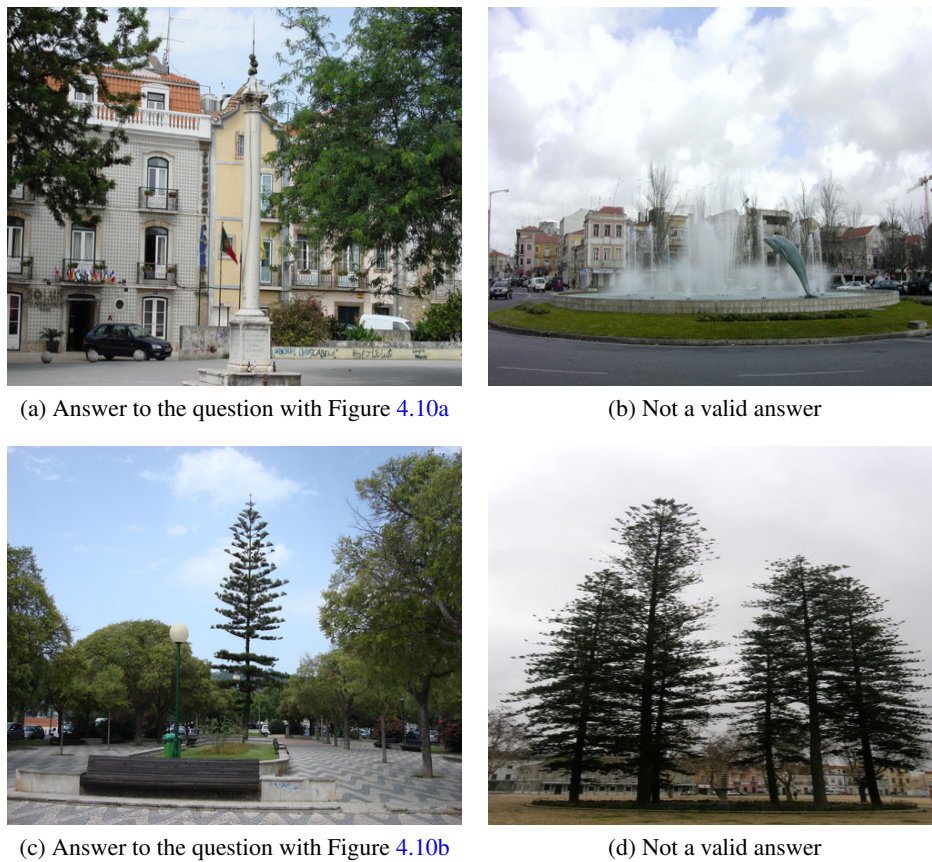 (a) Answer to the question with Figure 4.10a
(b) Not a valid answer
(c) Answer to the question with Figure 4.10b
(d) Not a valid answer